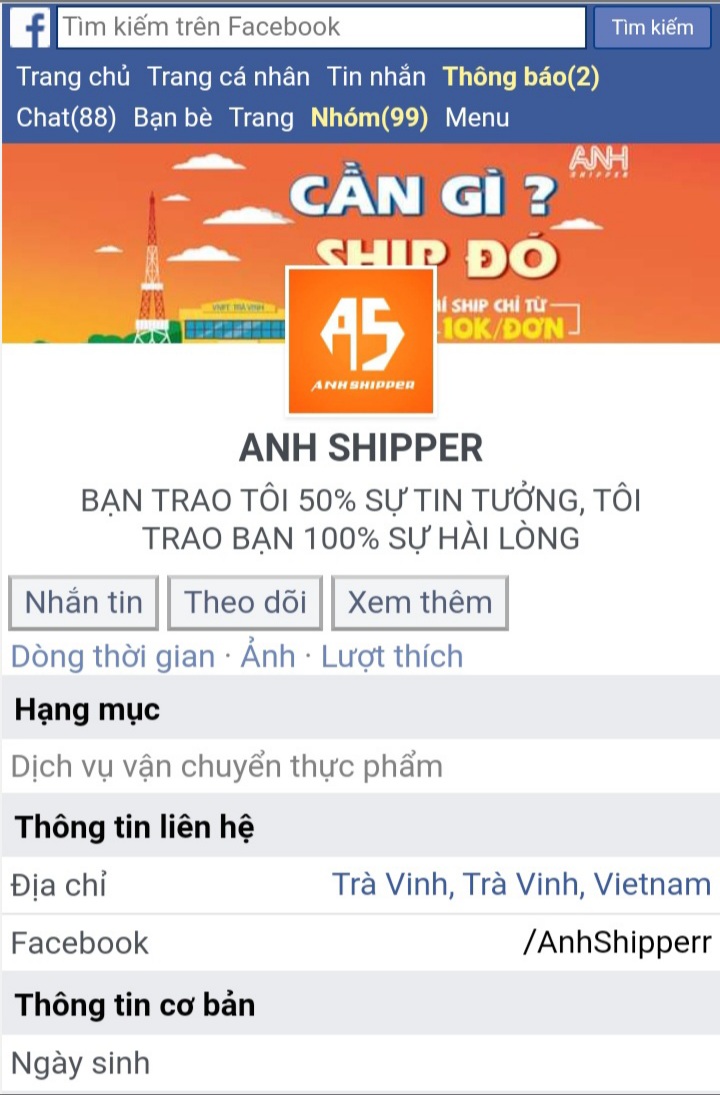 Tìm kiếm trên Facebook
Tìm kiếm
Trang chủ Trang cá nhân Tin nhắn Thông báo(2)
Chat(88) Bạn bè Trang Nhóm(99) Menu
ANH
SHIPPER
CẦN GÌ ?
SHIP ĐÓ
VNPT TRÀ VINH
Í SHIP CHỈ TỪ
10K/ĐƠN
AS
ANH SHIPPER
ANH SHIPPER
BẠN TRAO TÔI 50% SỰ TIN TƯỞNG, TÔI
TRAO BẠN 100% SỰ HÀI LÒNG
Nhắn tin
Theo dõi
Xem thêm
Dòng thời gian · Ảnh · Lượt thích
Hạng mục
Dịch vụ vận chuyển thực phẩm
Thông tin liên hệ
Địa chỉ Trà Vinh, Trà Vinh, Vietnam
Facebook /AnhShipperr
Thông tin cơ bản
Ngày sinh